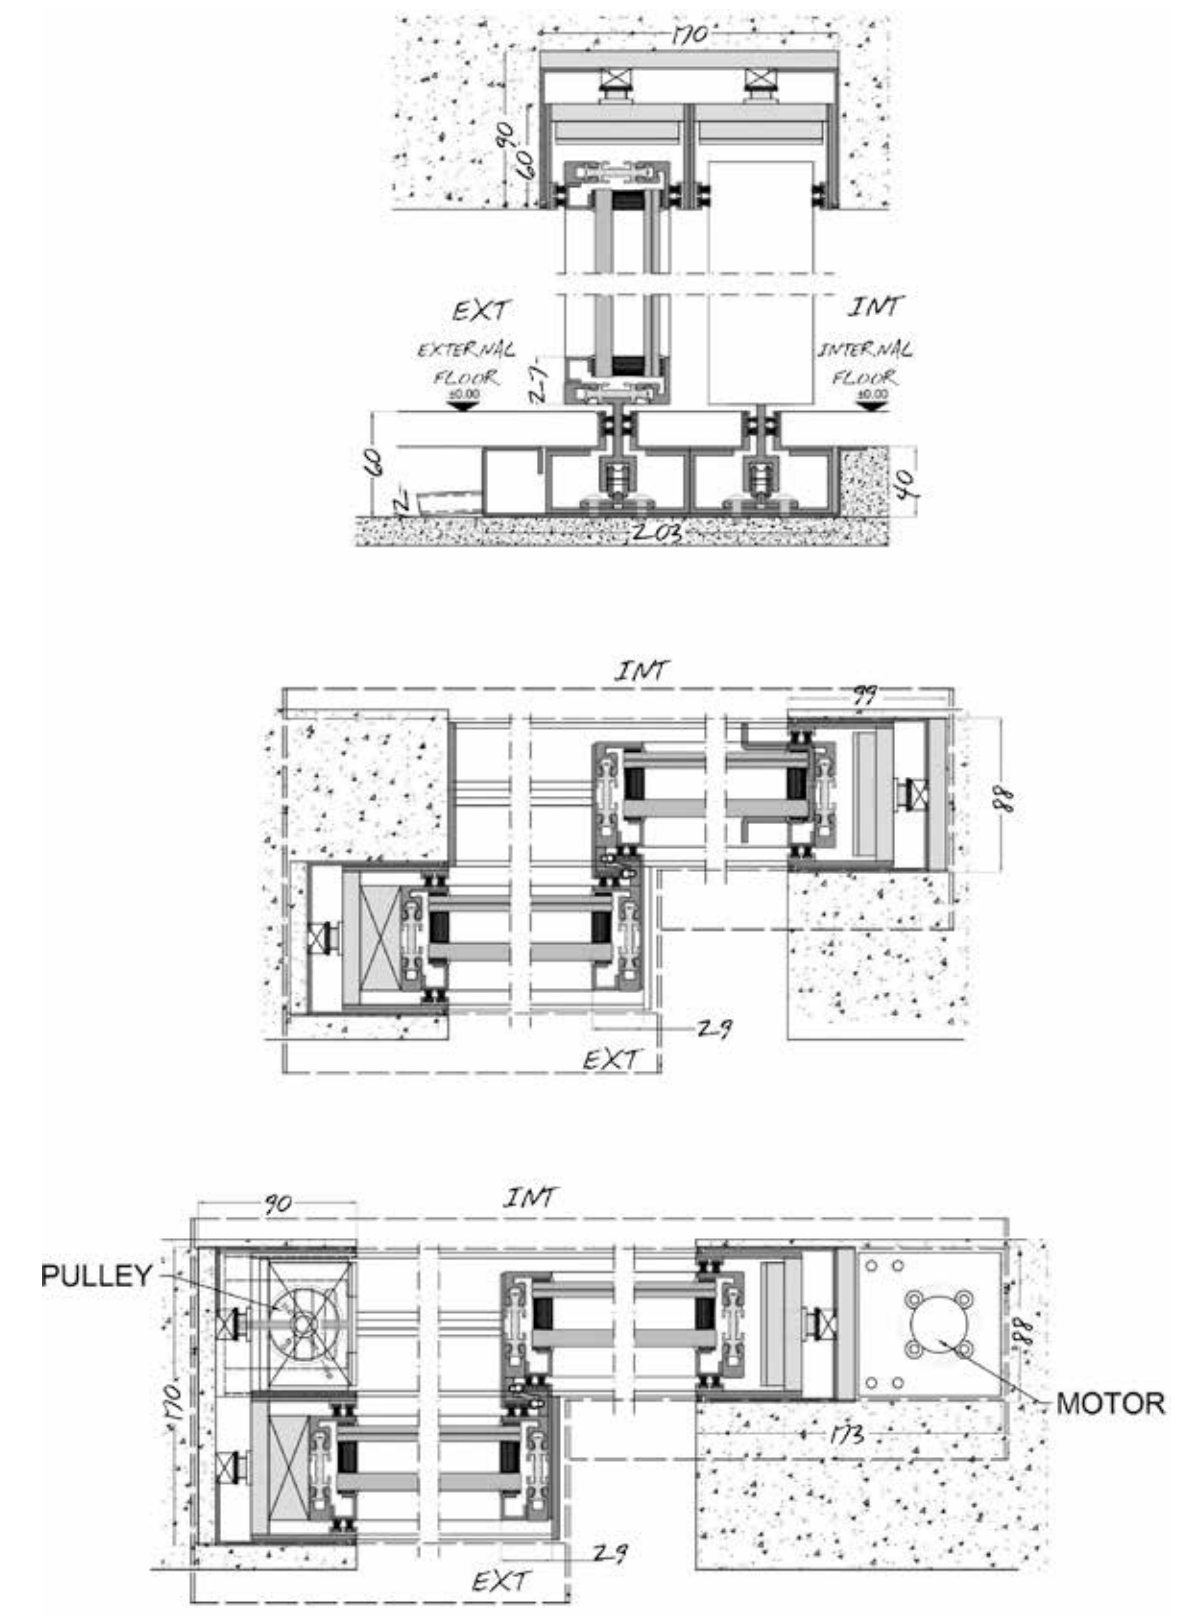 170
90
60
EXT
INT
EXTERNAL
FLOOR
±0.00
INTERNAL
FLOOR
±0.00
27
60
12
40
203
INT
99
88
29
EXT
90
INT
PULLEY
88
170
MOTOR
173
29
EXT